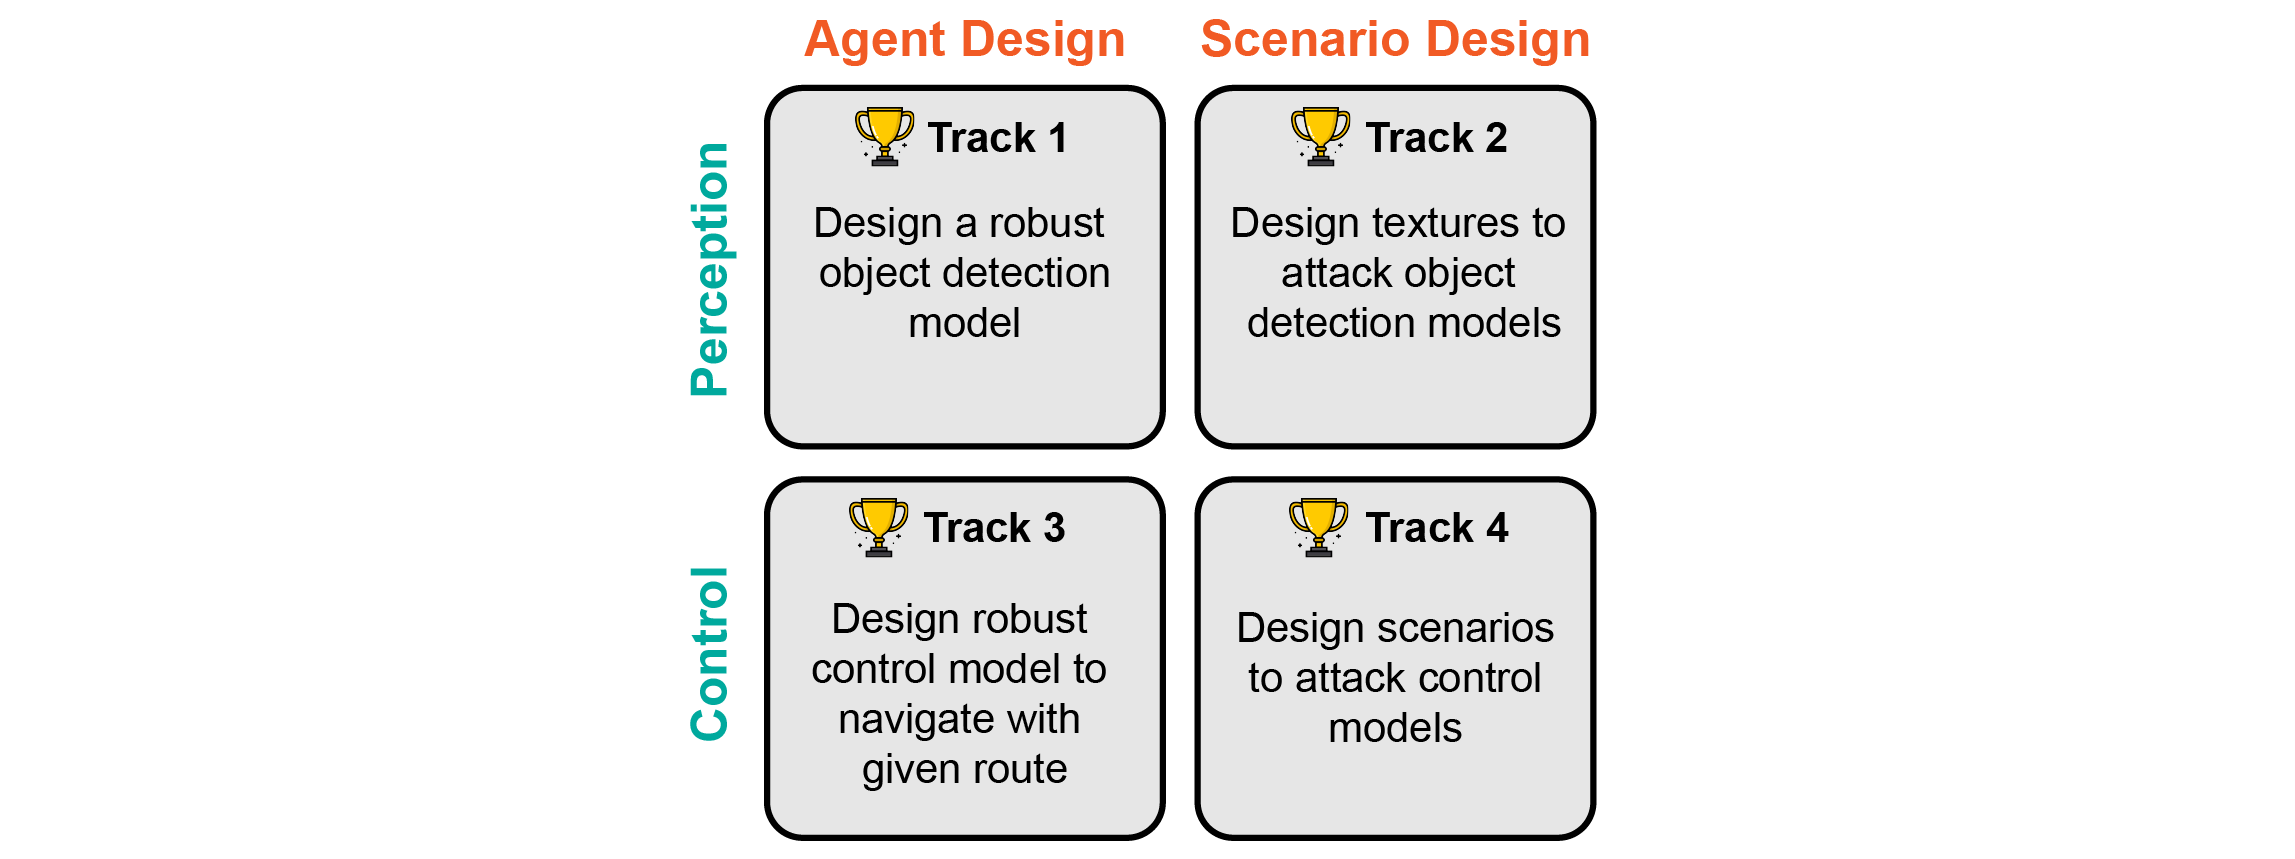 Agent Design
Scenario Design
Perception
Track 1
Design a robust
object detection
model
Track 2
Design textures to
attack object
detection models
Control
Track 3
Design robust
control model to
navigate with
given route
Track 4
Design scenarios
to attack control
models